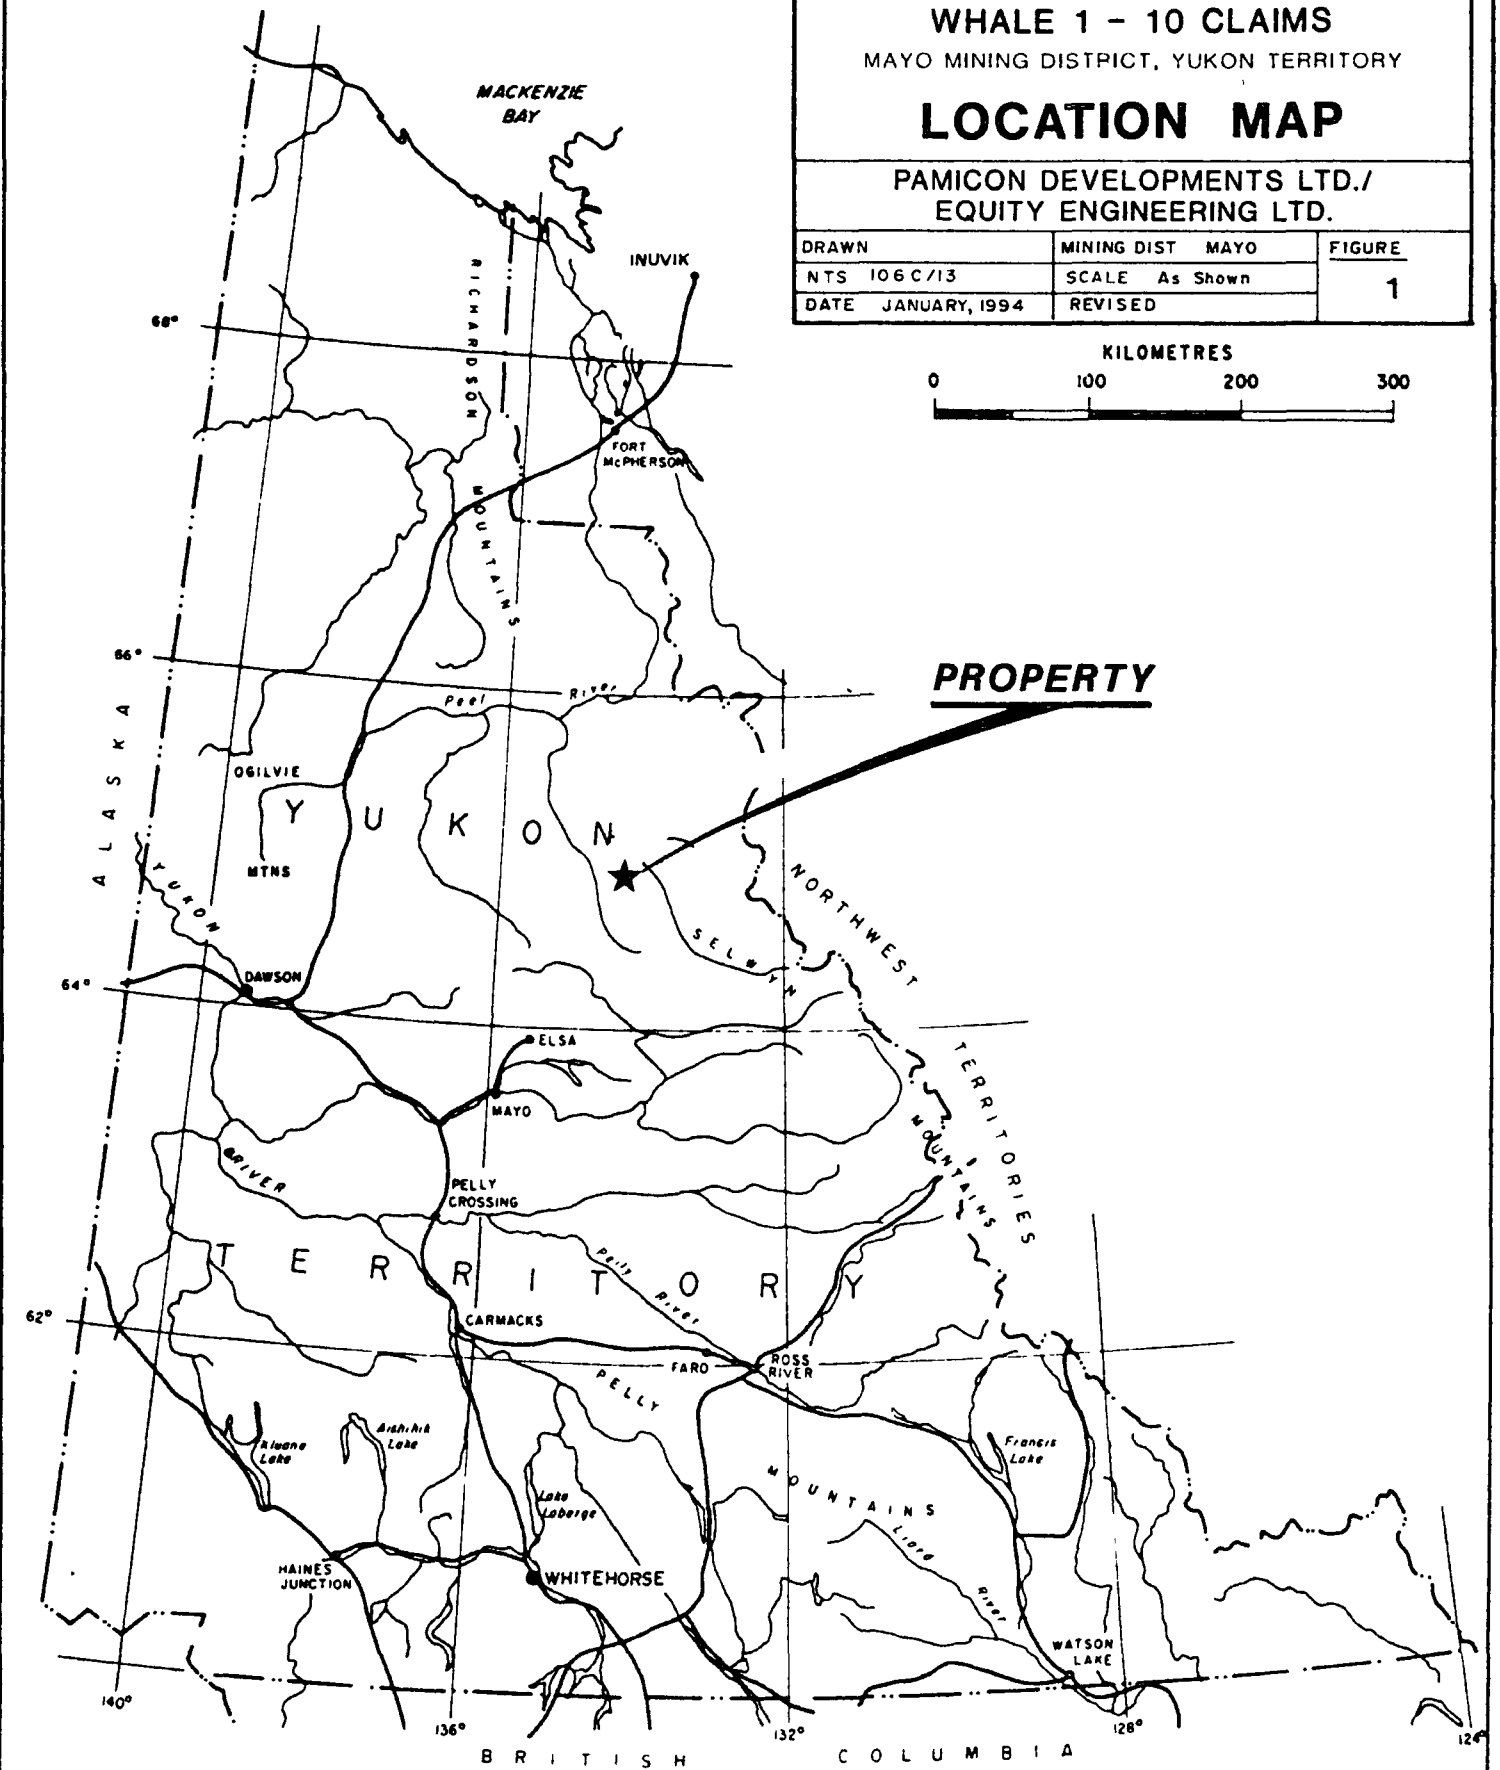 WHALE 1 - 10 CLAIMS
MAYO MINING DISTPICT, YUKON TERRITORY
LOCATION MAP
PAMICON DEVELOPMENTS LTD./
EQUITY ENGINEERING LTD.
DRAWN
MINING DIST MAYO
FIGURE
NTS 106C/13
SCALE As Shown
1
DATE JANUARY, 1994
REVISED
KILOMETRES
0 100 200 300
MACKENZIE
BAY
INUVIK
RICHARDSON
MOUNTAINS
68°
FORT
McPHERSON
66°
Peel River
PROPERTY
ALASKA
OGILVIE
MTNS
YUKON
YUKON
NORTHWEST
TERRITORIES
SELWYN
MOUNTAINS
DAWSON
64°
ELSA
MAYO
RIVER
PELLY
CROSSING
TERRITORY
Pelly
River
62°
CARMACKS
FARO
ROSS
RIVER
PELLY
MOUNTAINS
Kluane
Lake
Aishihik
Lake
Francis
Lake
Lake
Laberge
Liard
River
HAINES
JUNCTION
WHITEHORSE
WATSON
LAKE
140°
136°
132°
128°
124°
BRITISH COLUMBIA